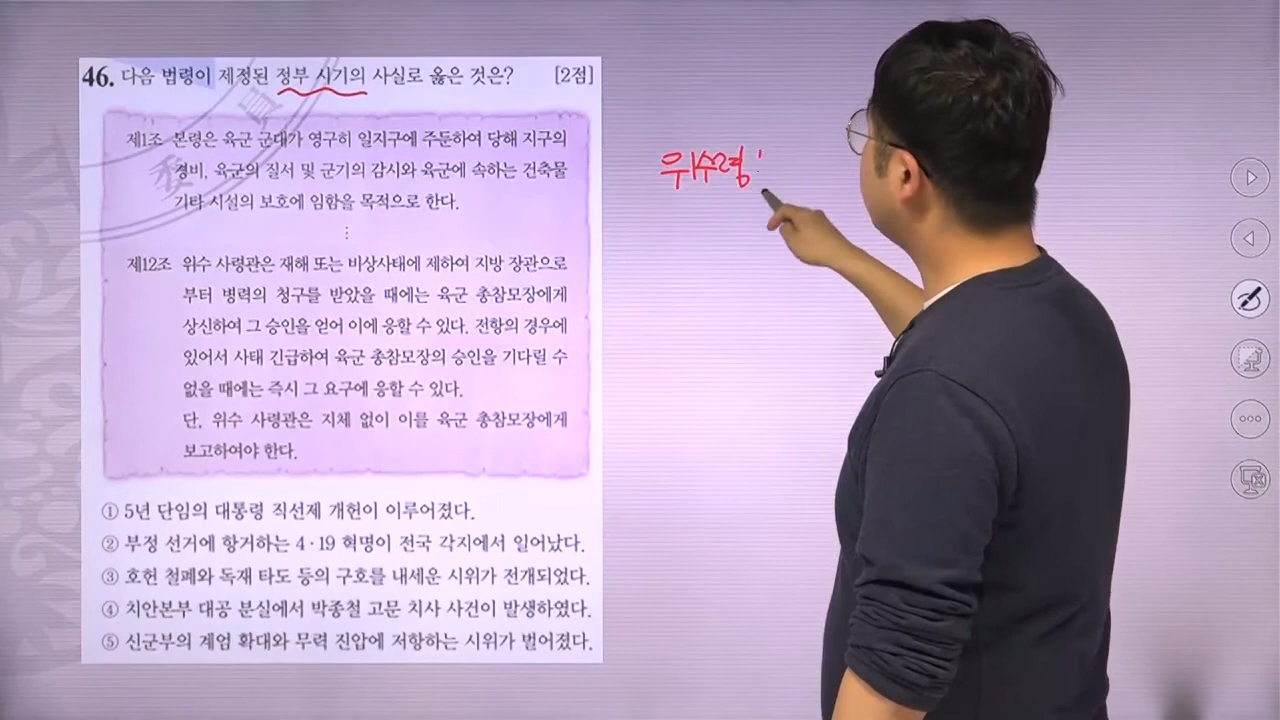 46. 다음 법령이 제정된 정부 시기의 사실로 옳은 것은? [2점]
제1조 본령은 육군 군대가 영구히 일지구에 주둔하여 당해 지구의
경비, 육군의 질서 및 군기의 감시와 육군에 속하는 건축물
기타 시설의 보호에 임함을 목적으로 한다.
⋮
제12조 위수 사령관은 재해 또는 비상사태에 제하여 지방 장관으로
부터 병력의 청구를 받았을 때에는 육군 총참모장에게
상신하여 그 승인을 얻어 이에 응할 수 있다. 전항의 경우에
있어서 사태 긴급하여 육군 총참모장의 승인을 기다릴 수
없을 때에는 즉시 그 요구에 응할 수 있다.
단, 위수 사령관은 지체 없이 이를 육군 총참모장에게
보고하여야 한다.
① 5년 단임의 대통령 직선제 개헌이 이루어졌다.
② 부정 선거에 항거하는 4·19 혁명이 전국 각지에서 일어났다.
③ 호헌 철폐와 독재 타도 등의 구호를 내세운 시위가 전개되었다.
④ 치안본부 대공 분실에서 박종철 고문 치사 사건이 발생하였다.
⑤ 신군부의 계엄 확대와 무력 진압에 저항하는 시위가 벌어졌다.
위수령:
委 員